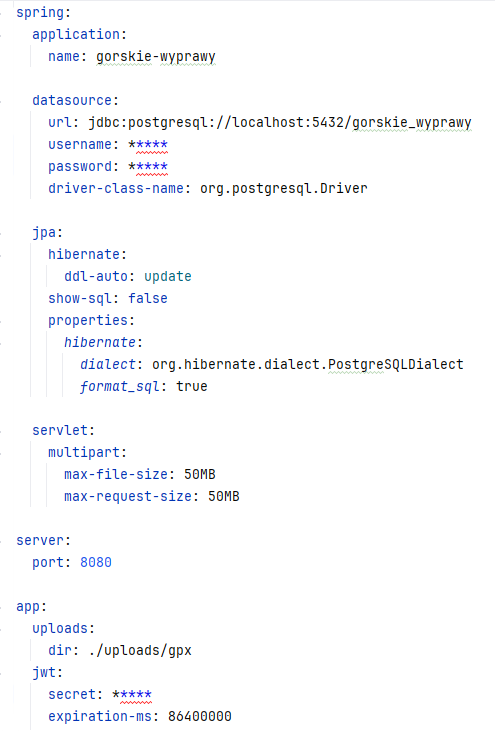 spring:
  application:
    name: gorskie-wyprawy

  datasource:
    url: jdbc:postgresql://localhost:5432/gorskie_wyprawy
    username: *****
    password: *****
    driver-class-name: org.postgresql.Driver

  jpa:
    hibernate:
      ddl-auto: update
    show-sql: false
    properties:
      hibernate:
        dialect: org.hibernate.dialect.PostgreSQLDialect
        format_sql: true

  servlet:
    multipart:
      max-file-size: 50MB
      max-request-size: 50MB

server:
  port: 8080

app:
  uploads:
    dir: ./uploads/gpx
  jwt:
    secret: *****
    expiration-ms: 86400000